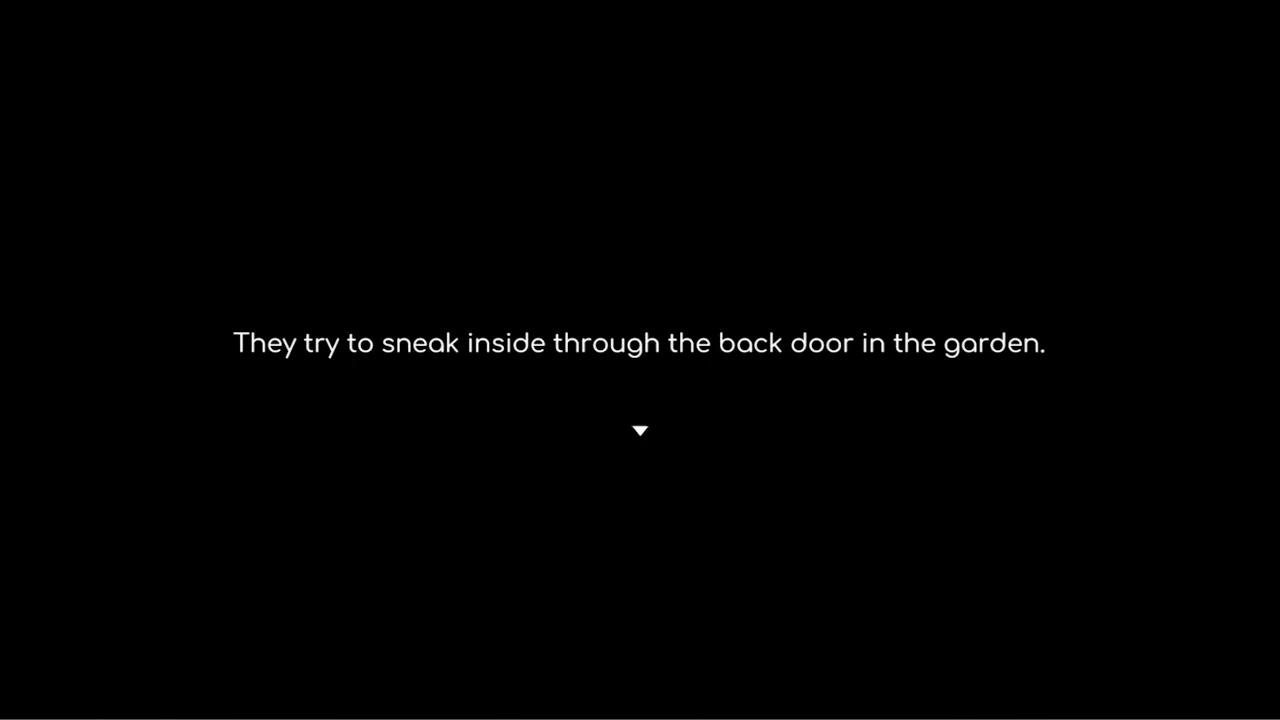 They try to sneak inside through the back door in the garden.